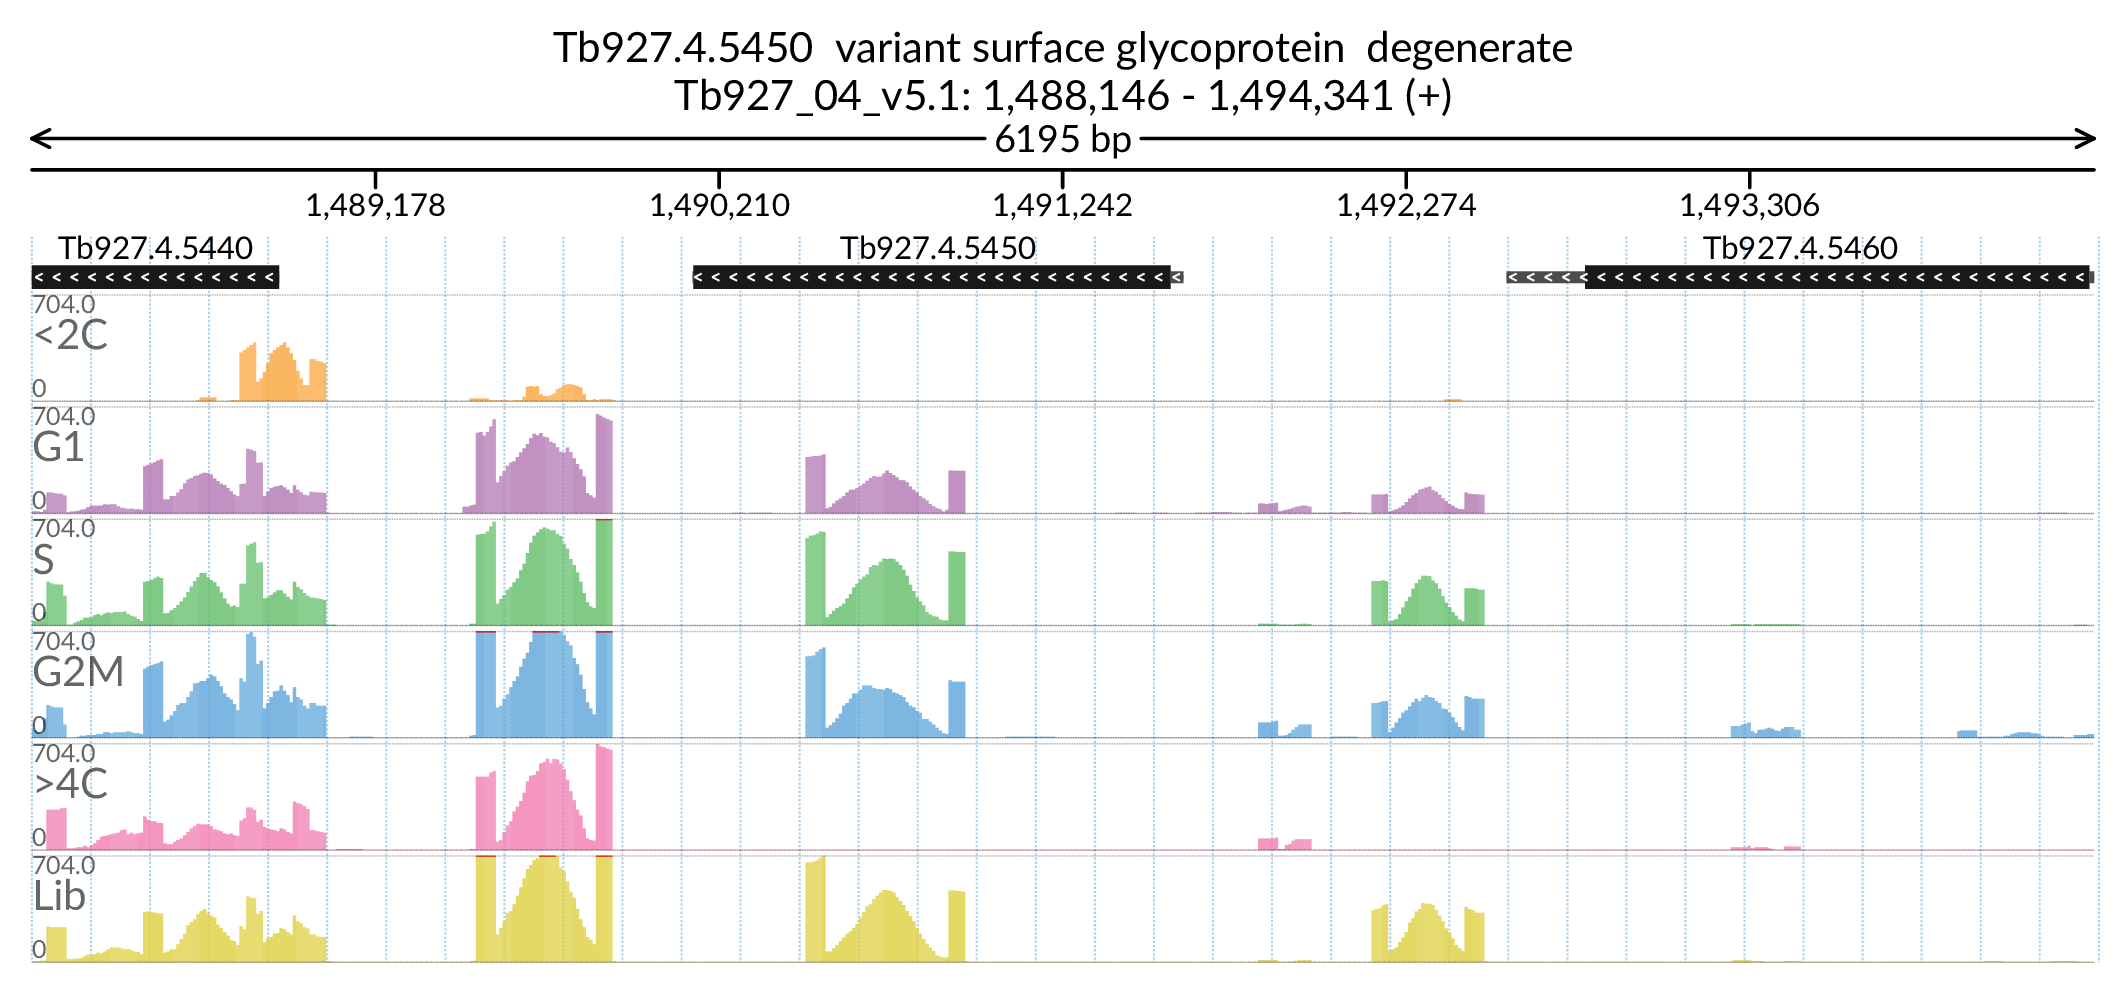 Tb927.4.5450  variant surface glycoprotein  degenerate
Tb927_04_v5.1: 1,488,146 - 1,494,341 (+)
6195 bp
1,489,178 1,490,210 1,491,242 1,492,274 1,493,306
Tb927.4.5440 Tb927.4.5450 Tb927.4.5460
704.0
<2C
0
704.0
G1
0
704.0
S
0
704.0
G2M
0
704.0
>4C
0
704.0
Lib
0